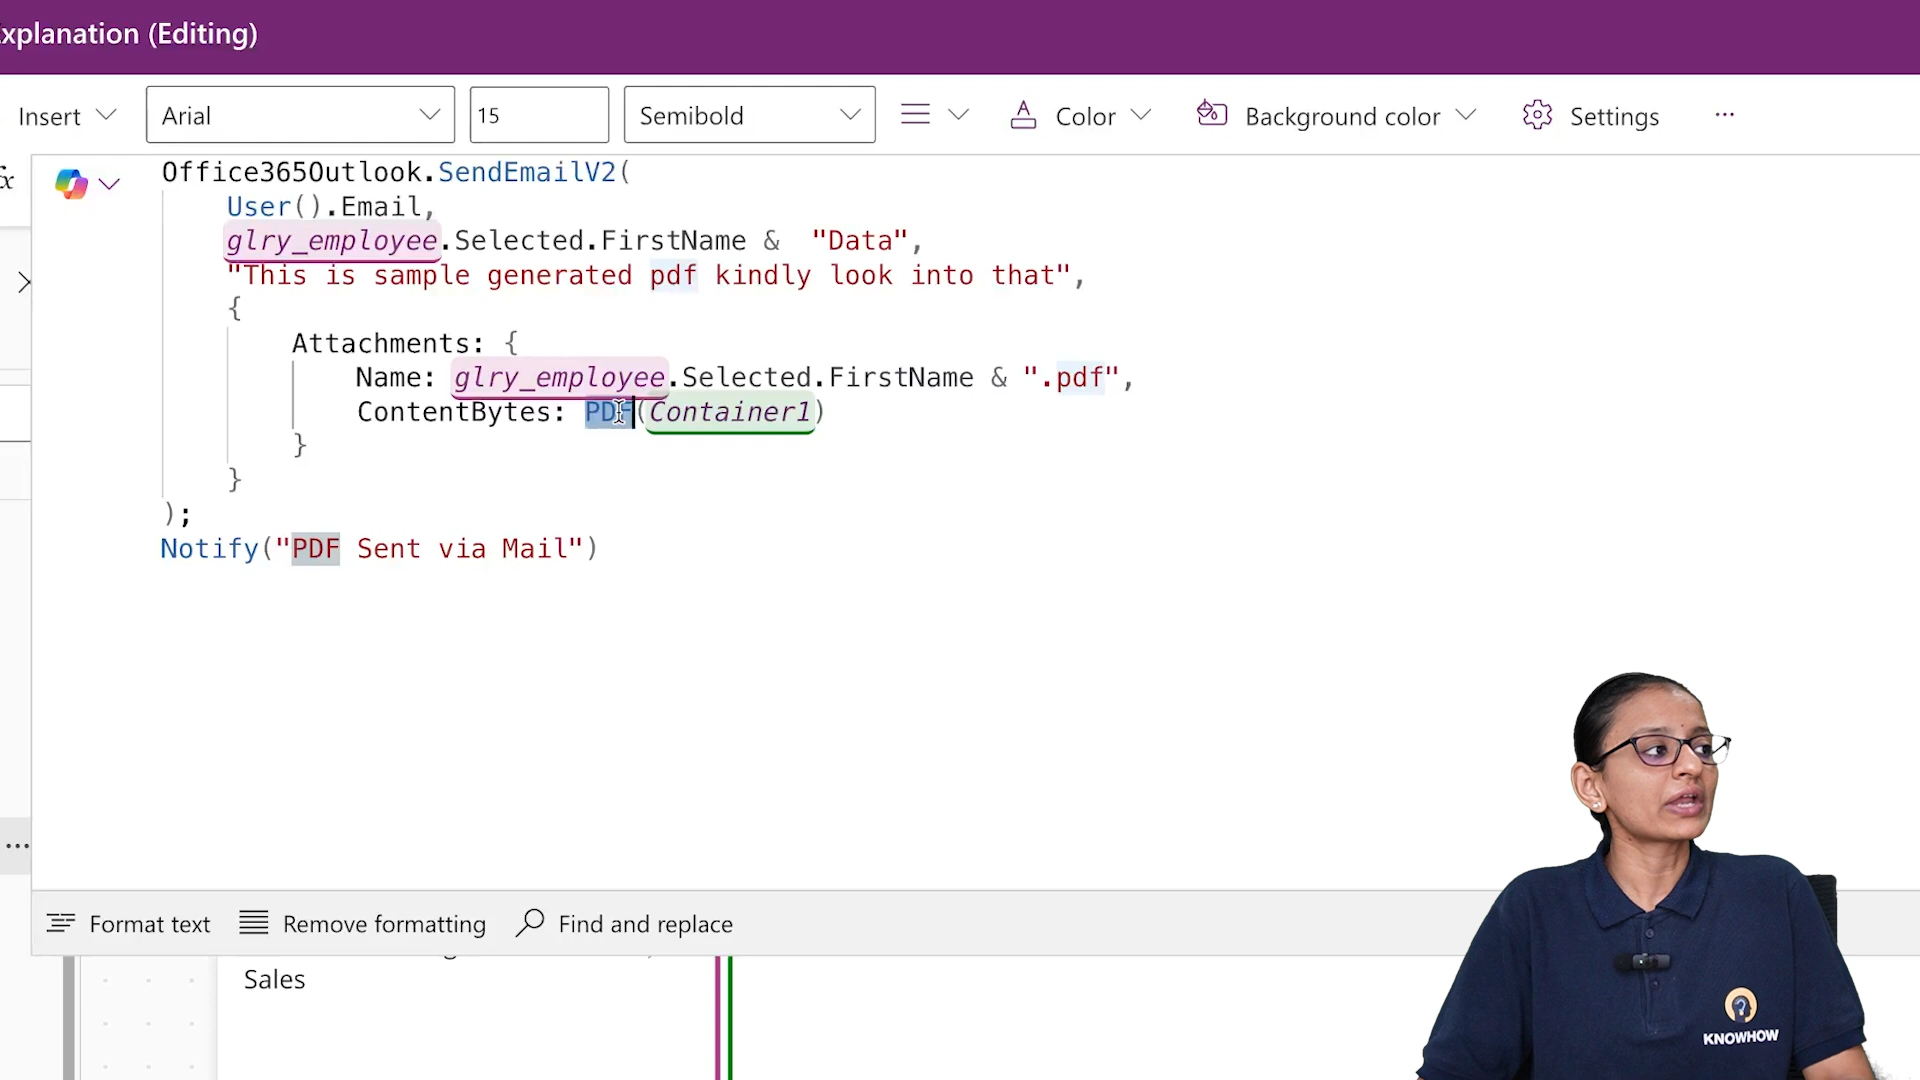 xplanation (Editing)
Insert
Arial
15
Semibold
Color
Background color
Settings
...
fx
Office365Outlook.SendEmailV2(
User().Email,
glry_employee.Selected.FirstName &  "Data",
"This is sample generated pdf kindly look into that",
{
Attachments: {
Name: glry_employee.Selected.FirstName & ".pdf",
ContentBytes: PDF(Container1)
}
}
);
Notify("PDF Sent via Mail")
Format text
Remove formatting
Find and replace
Sales
KNOWHOW